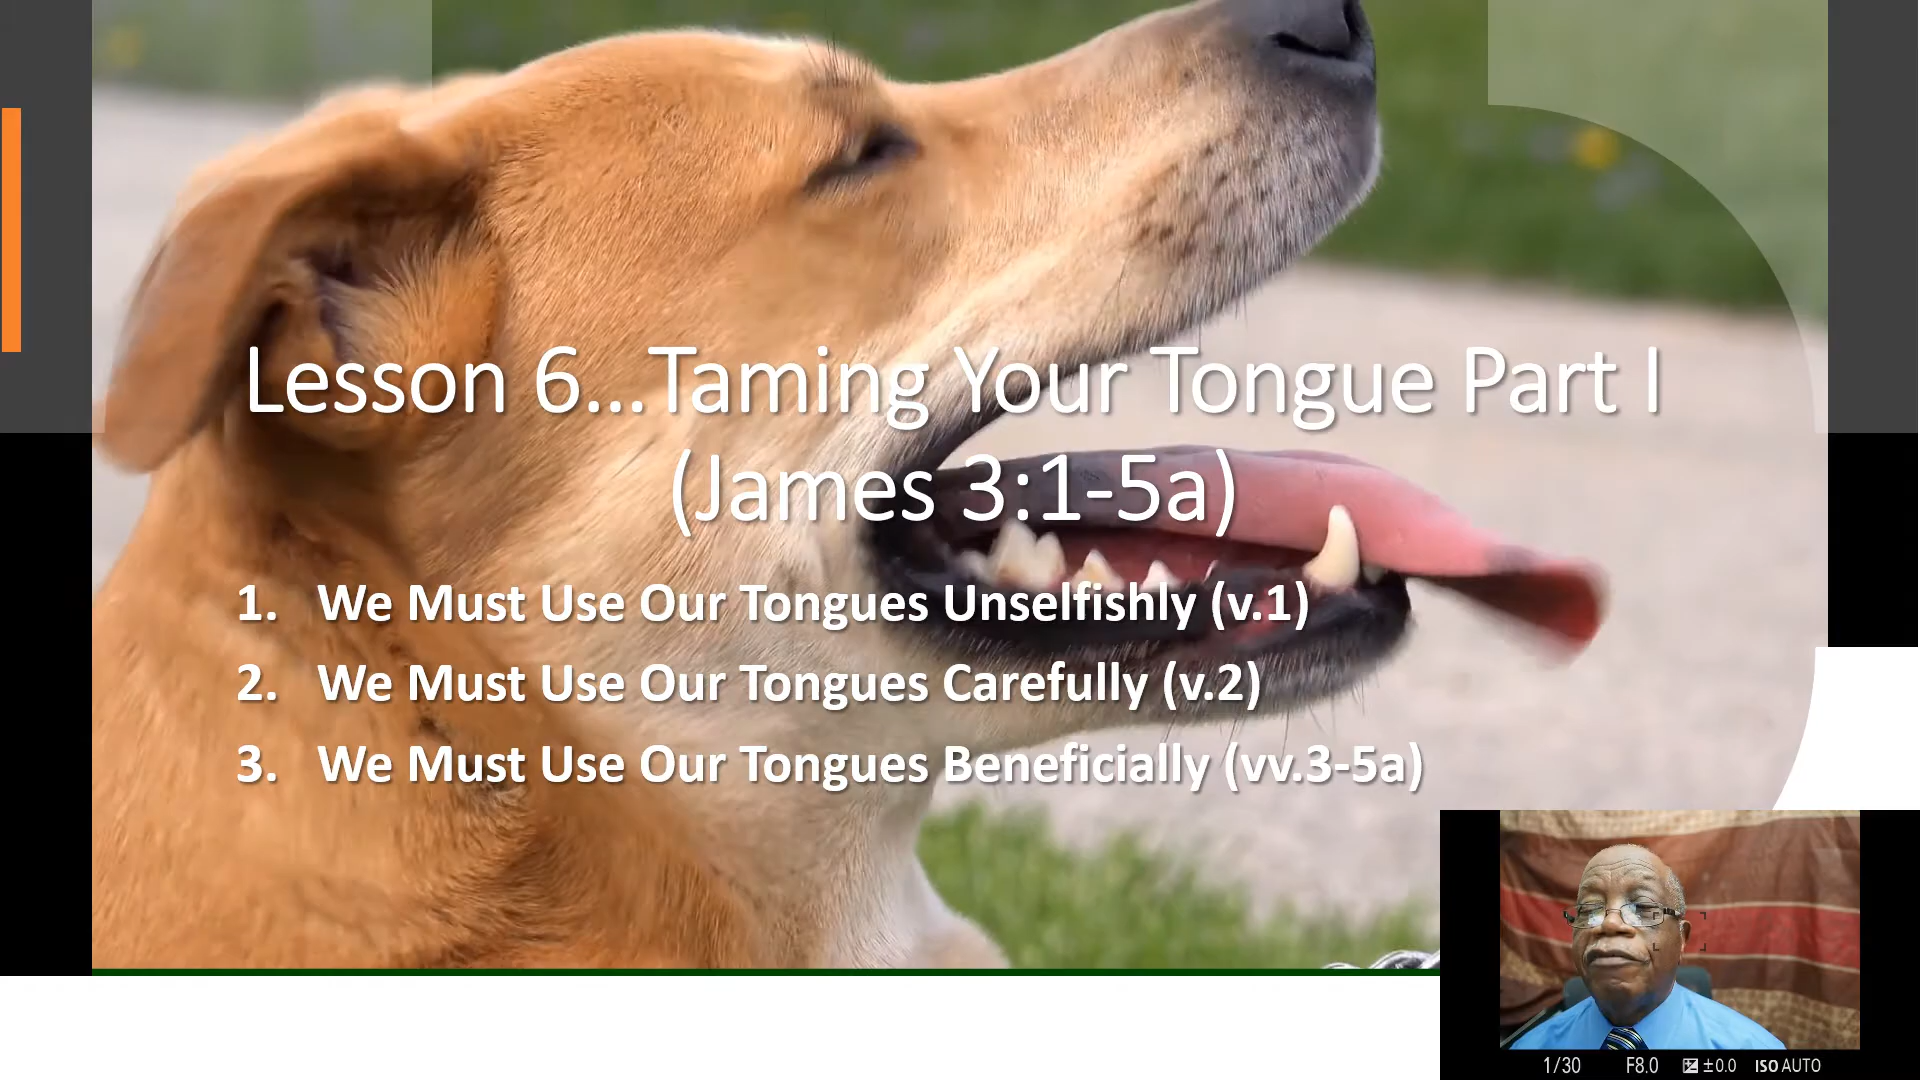 Lesson 6...Taming Your Tongue Part I
(James 3:1-5a)
1. We Must Use Our Tongues Unselfishly (v.1)
2. We Must Use Our Tongues Carefully (v.2)
3. We Must Use Our Tongues Beneficially (vv.3-5a)
1/30 F8.0 ±0.0 ISO AUTO